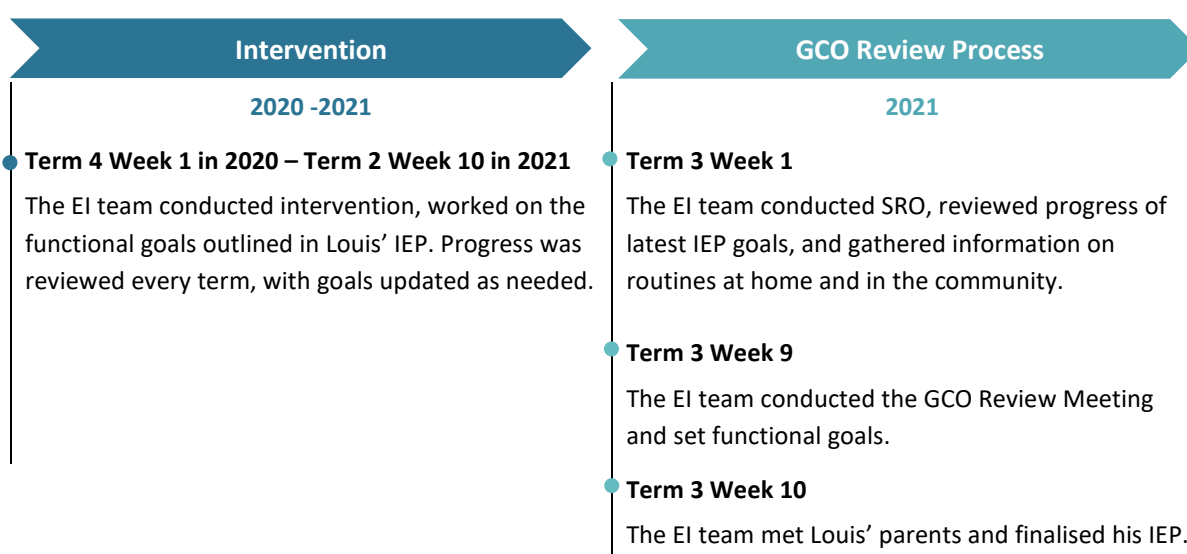 Intervention
2020 -2021
Term 4 Week 1 in 2020 – Term 2 Week 10 in 2021
The EI team conducted intervention, worked on the
functional goals outlined in Louis’ IEP. Progress was
reviewed every term, with goals updated as needed.
GCO Review Process
2021
Term 3 Week 1
The EI team conducted SRO, reviewed progress of
latest IEP goals, and gathered information on
routines at home and in the community.
Term 3 Week 9
The EI team conducted the GCO Review Meeting
and set functional goals.
Term 3 Week 10
The EI team met Louis’ parents and finalised his IEP.